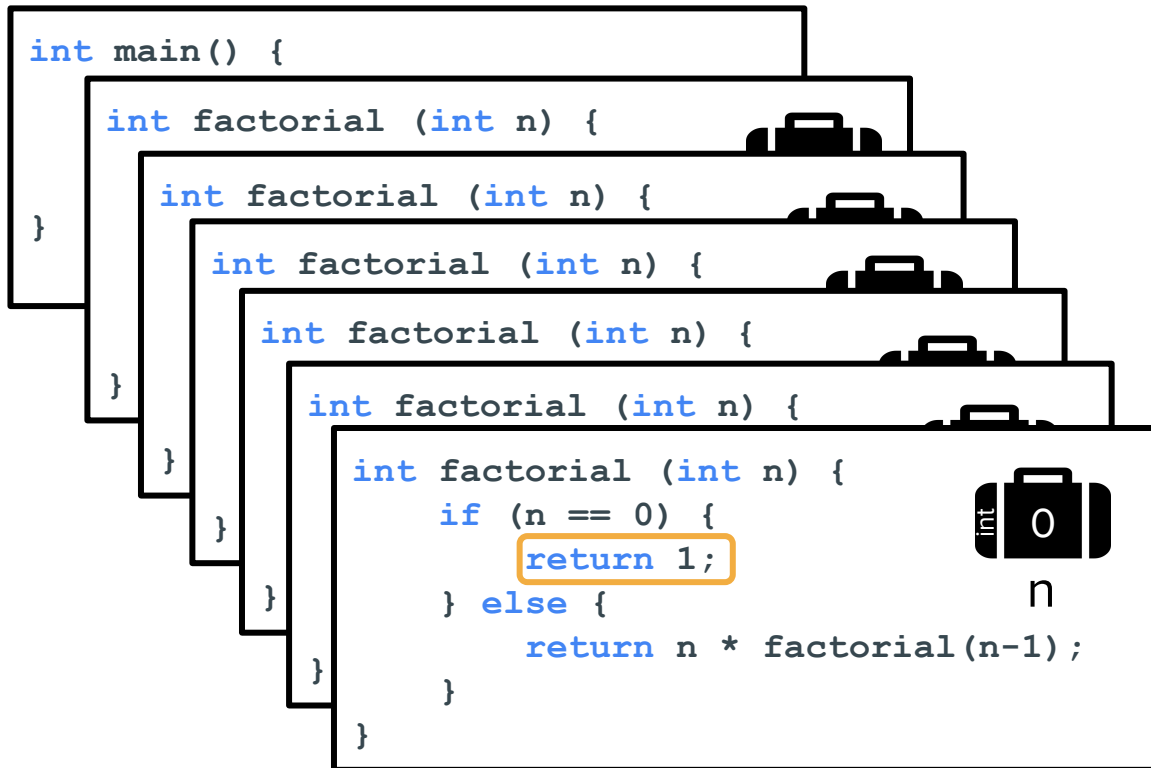 int main() {
int factorial (int n) {
int factorial (int n) {
}
int factorial (int n) {
int factorial (int n) {
}
int factorial (int n) {
}
int factorial (int n) {
if (n == 0) {
int 0
}
return 1;
n
}
} else {
return n * factorial(n-1);
}
}
}